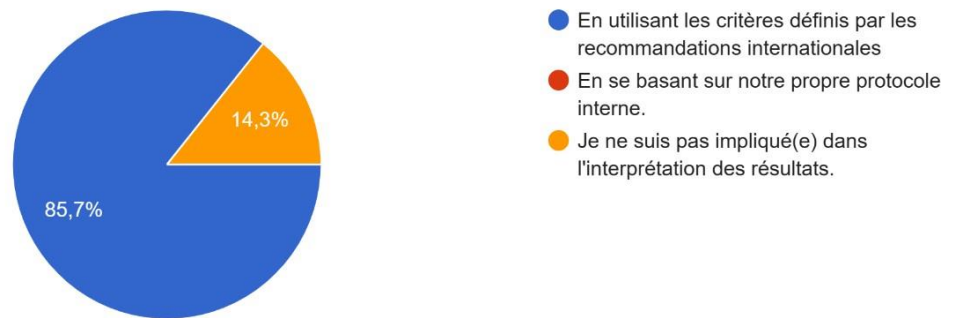 En utilisant les critères définis par les
recommandations internationales
En se basant sur notre propre protocole
interne.
Je ne suis pas impliqué(e) dans
l'interprétation des résultats.
14,3%
85,7%